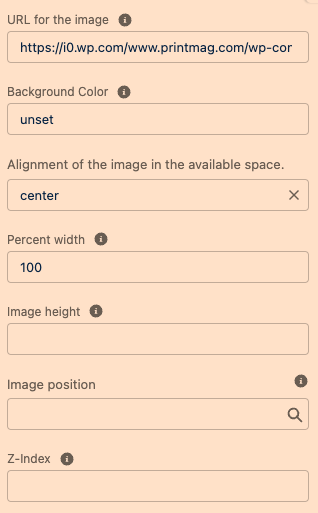 URL for the image
https://i0.wp.com/www.printmag.com/wp-cor
Background Color
unset
Alignment of the image in the available space.
center
Percent width
100
Image height
Image position
Z-Index